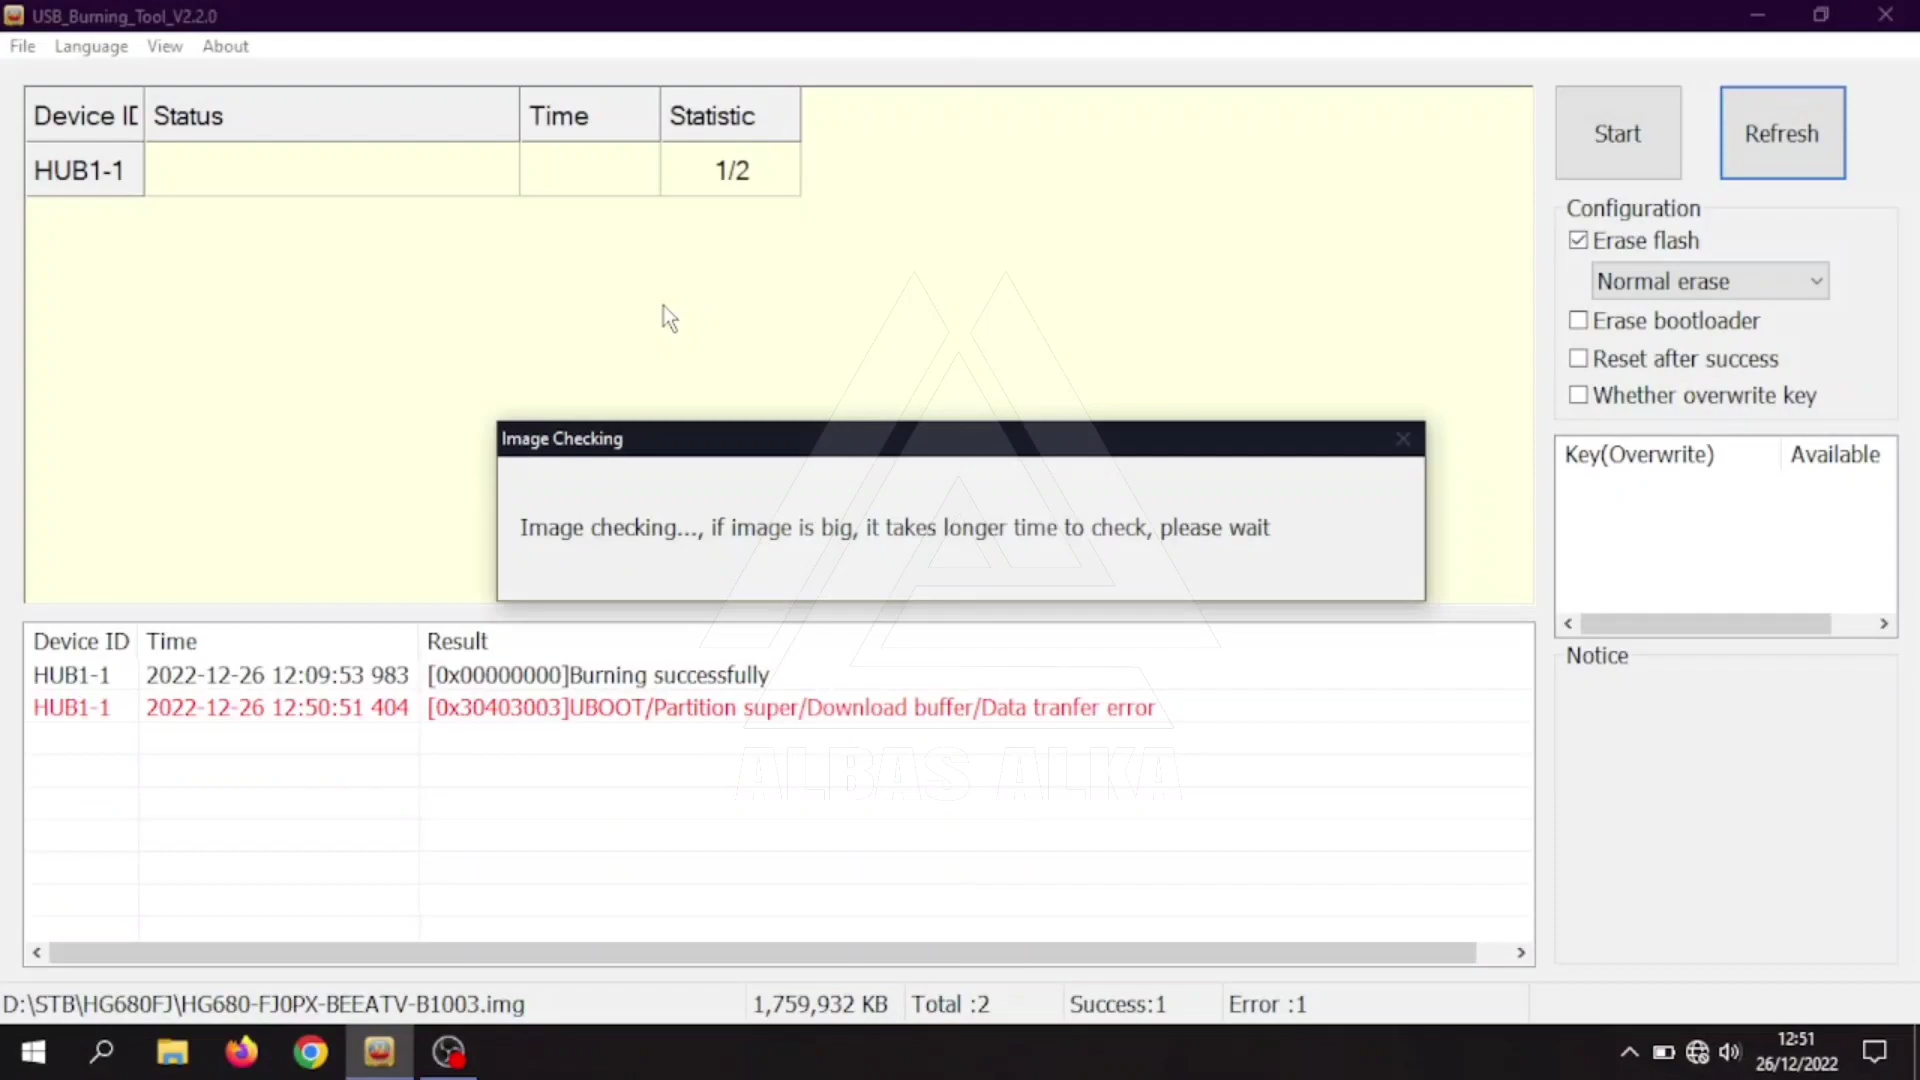 USB_Burning_Tool_V2.2.0
File Language View About
Device ID Status Time Statistic
HUB1-1 1/2
Start Refresh
Configuration
Erase flash
Normal erase
Erase bootloader
Reset after success
Whether overwrite key
Key(Overwrite) Available
Notice
Image Checking
Image checking..., if image is big, it takes longer time to check, please wait
Device ID Time Result
HUB1-1 2022-12-26 12:09:53 983 [0x00000000]Burning successfully
HUB1-1 2022-12-26 12:50:51 404 [0x30403003]UBOOT/Partition super/Download buffer/Data tranfer error
ALBAS ALKA
D:\STB\HG680FJ\HG680-FJ0PX-BEEATV-B1003.img 1,759,932 KB Total :2 Success:1 Error :1
12:51
26/12/2022